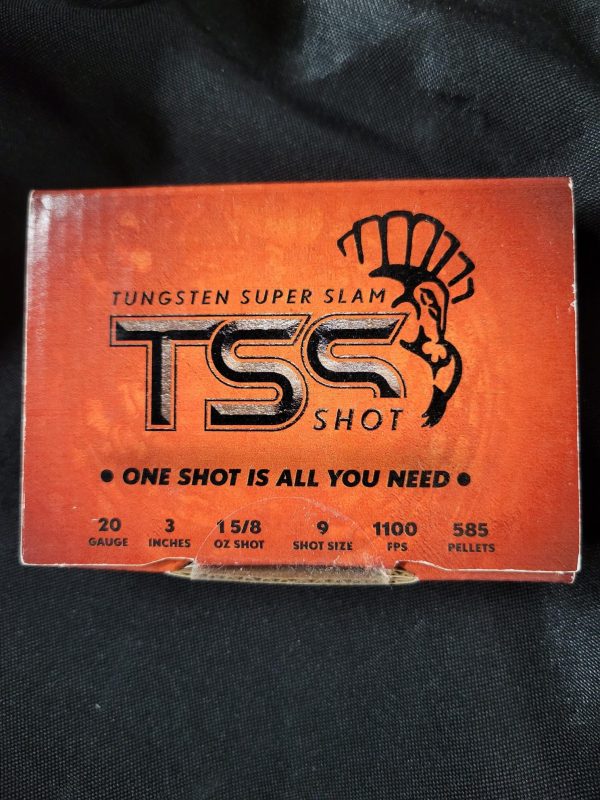 TUNGSTEN SUPER SLAM
TSS
SHOT
• ONE SHOT IS ALL YOU NEED •
20 3 1 5/8 9 1100 585
GAUGE INCHES OZ SHOT SHOT SIZE FPS PELLETS